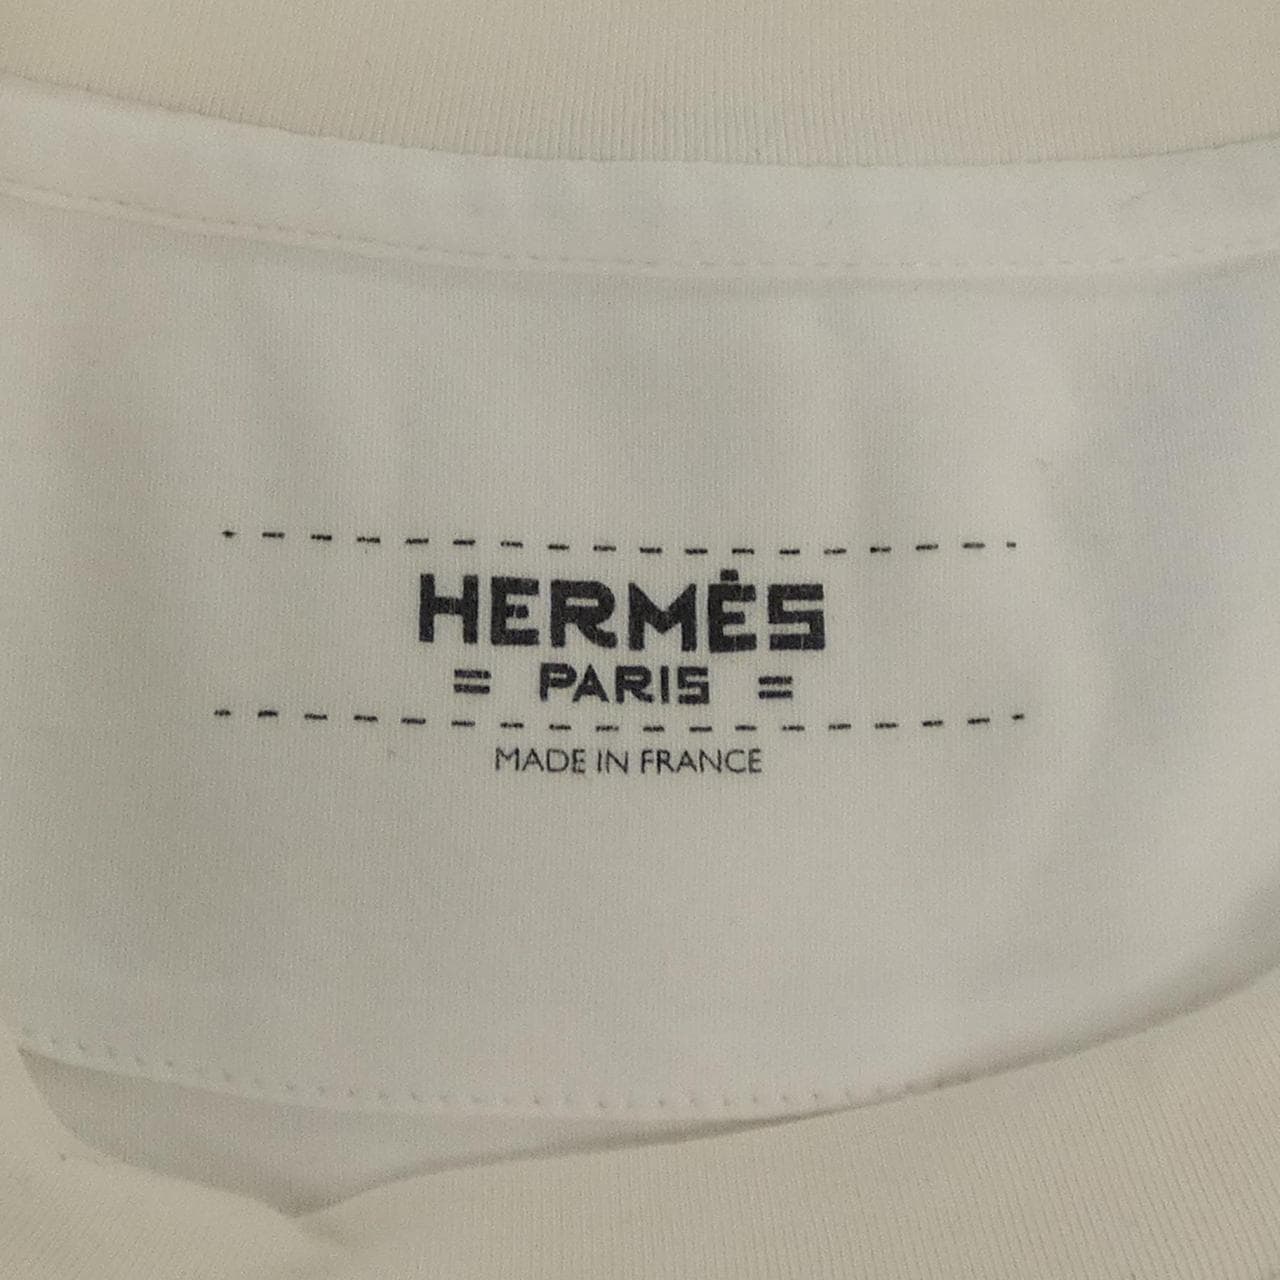 HERMÈS
= PARIS =
MADE IN FRANCE